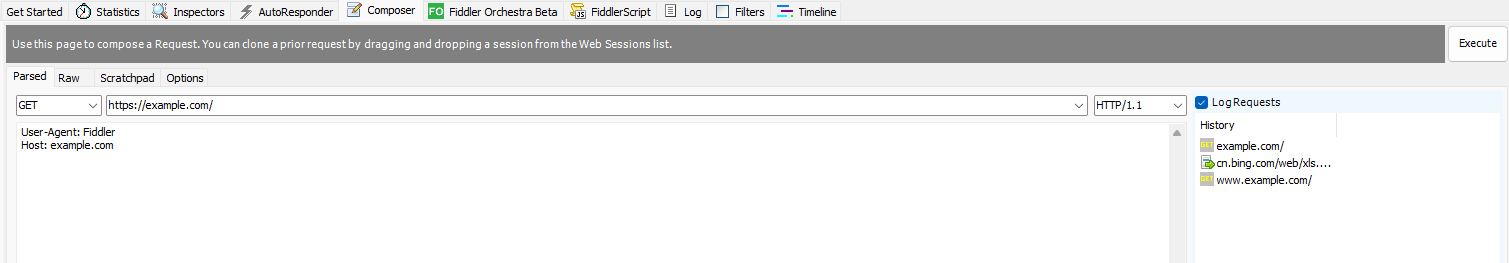 Get Started Statistics Inspectors AutoResponder Composer FO Fiddler Orchestra Beta FiddlerScript Log Filters Timeline
Use this page to compose a Request. You can clone a prior request by dragging and dropping a session from the Web Sessions list.
Execute
Parsed Raw Scratchpad Options
GET https://example.com/ HTTP/1.1
User-Agent: Fiddler
Host: example.com
Log Requests
History
example.com/
cn.bing.com/web/xls....
www.example.com/